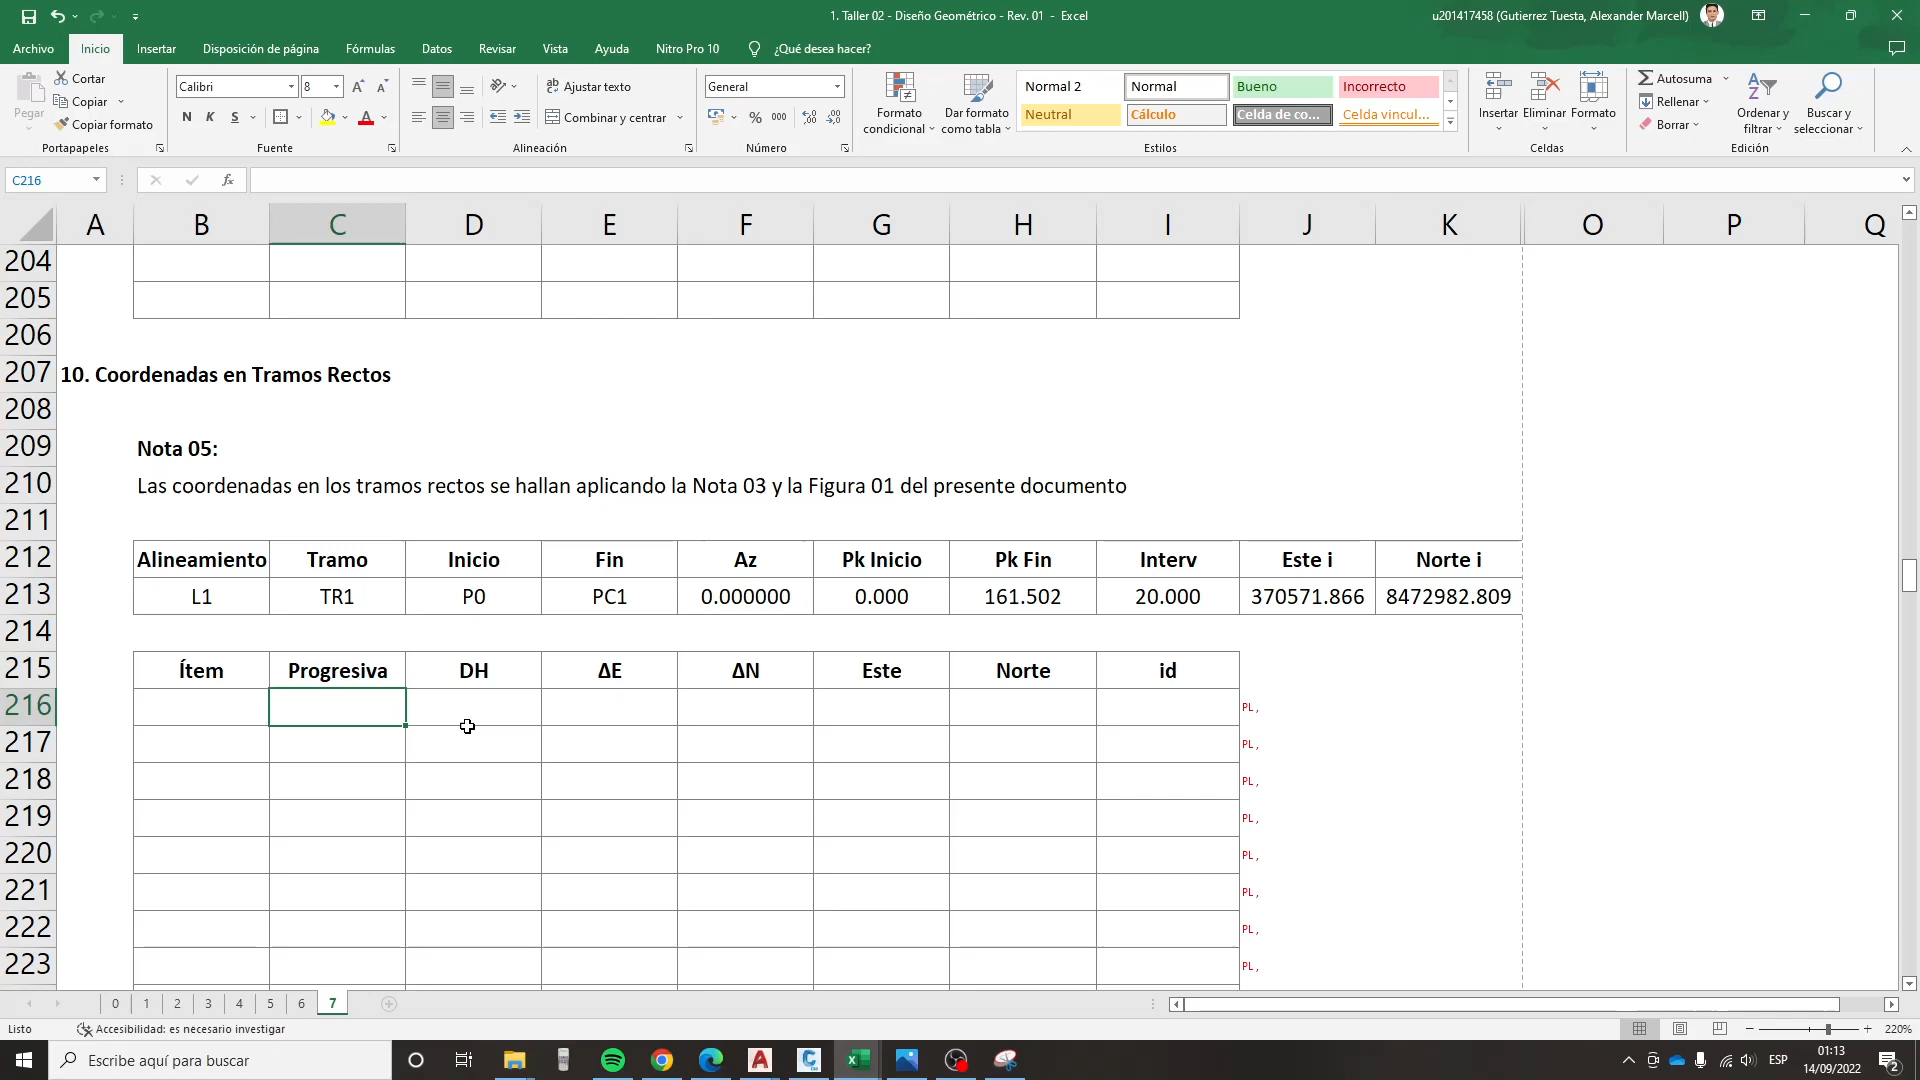 1. Taller 02 - Diseño Geométrico - Rev. 01 - Excel
u201417458 (Gutierrez Tuesta, Alexander Marcell)
Archivo Inicio Insertar Disposición de página Fórmulas Datos Revisar Vista Ayuda Nitro Pro 10 ¿Qué desea hacer?
Pegar
Cortar
Copiar
Copiar formato
Portapapeles
Calibri 8
N K S
Fuente
Ajustar texto
Combinar y centrar
Alineación
General
% 000
Número
Formato condicional
Dar formato como tabla
Normal 2 Normal Bueno Incorrecto
Neutral Cálculo Celda de co... Celda vincul...
Estilos
Insertar Eliminar Formato
Celdas
Autosuma
Rellenar
Borrar
Ordenar y filtrar
Buscar y seleccionar
Edición
C216 fx
A B C D E F G H I J K O P Q
204
205
206
207 10. Coordenadas en Tramos Rectos
208
209 Nota 05:
210 Las coordenadas en los tramos rectos se hallan aplicando la Nota 03 y la Figura 01 del presente documento
211
212 Alineamiento Tramo Inicio Fin Az Pk Inicio Pk Fin Interv Este i Norte i
213 L1 TR1 P0 PC1 0.000000 0.000 161.502 20.000 370571.866 8472982.809
214
215 Ítem Progresiva DH ΔE ΔN Este Norte id
216 PL,
217 PL,
218 PL,
219 PL,
220 PL,
221 PL,
222 PL,
223 PL,
0 1 2 3 4 5 6 7
Listo Accesibilidad: es necesario investigar 220%
Escribe aquí para buscar
ESP
01:13
14/09/2022
2